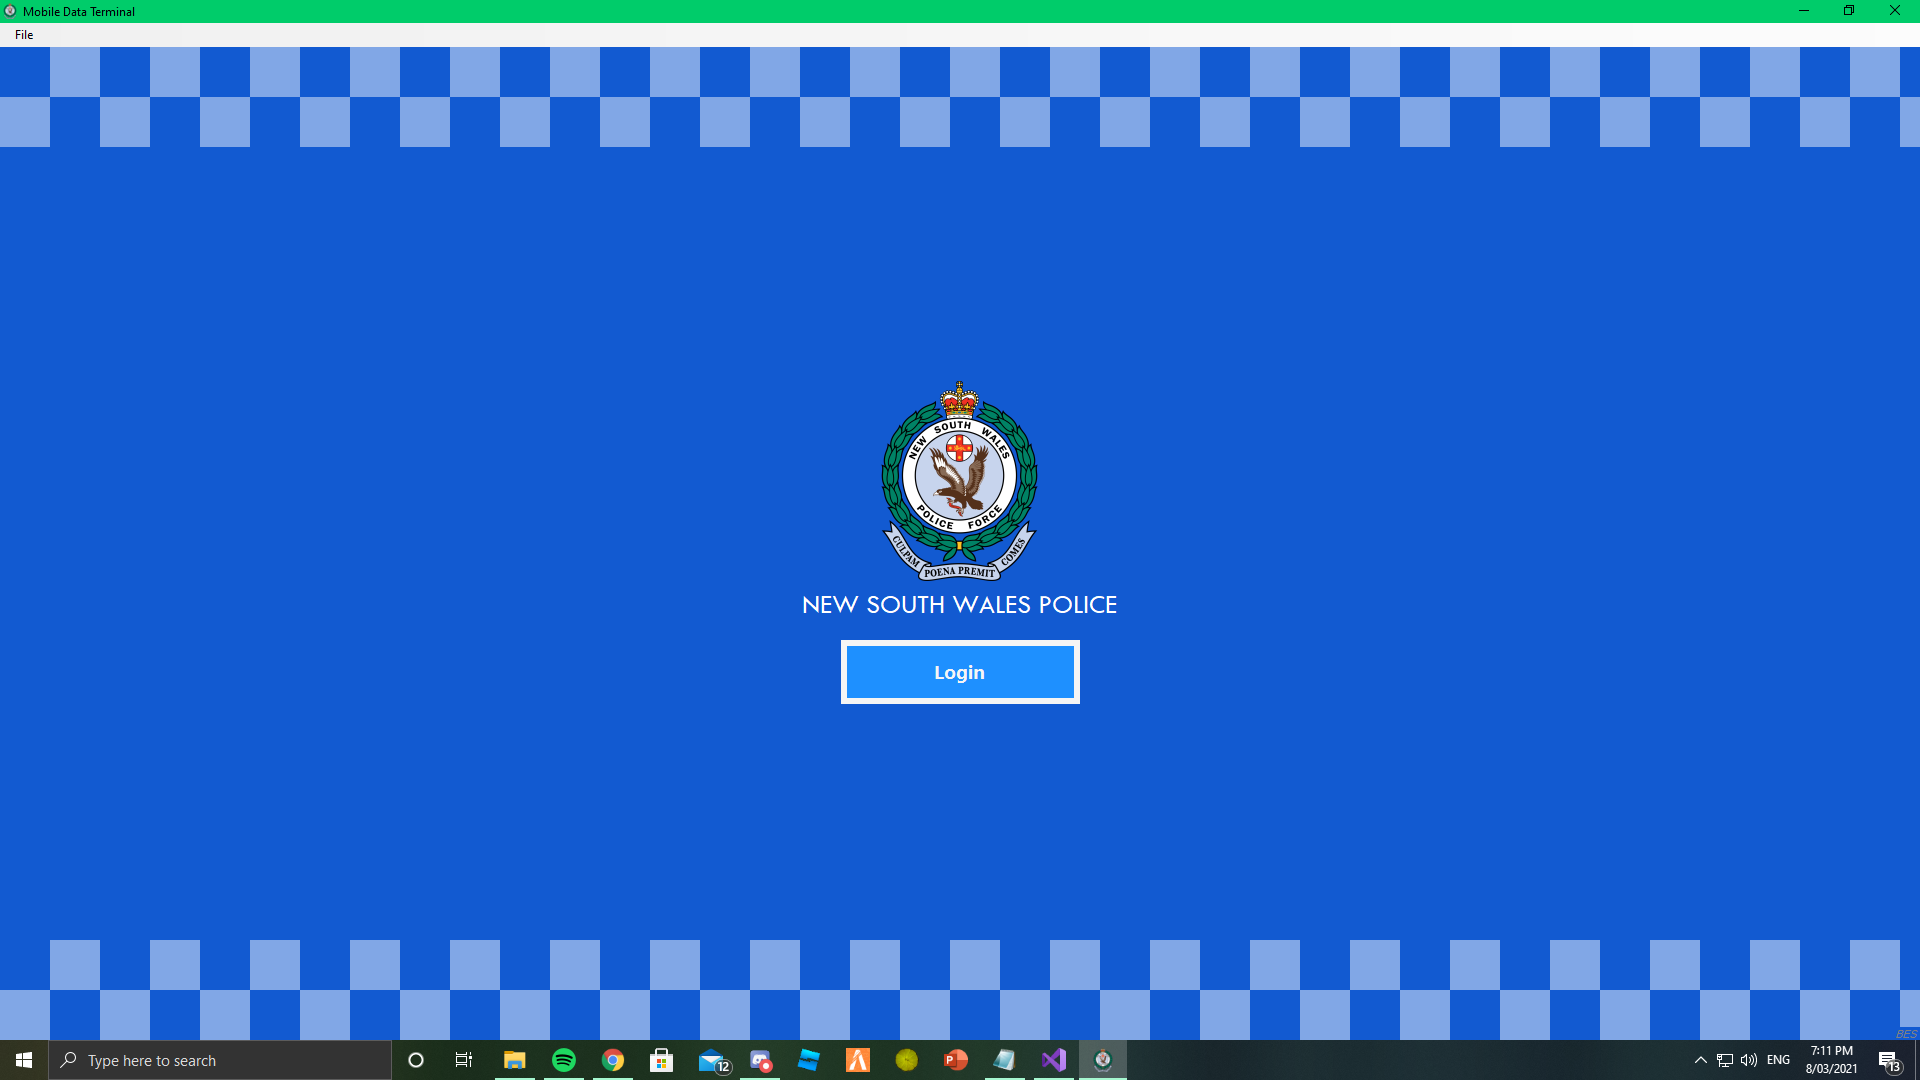 Mobile Data Terminal
File
NEW SOUTH WALES
POLICE FORCE
CULPAM POENA PREMIT COMES
NEW SOUTH WALES POLICE
Login
BES
Type here to search
12
P
ENG
7:11 PM
8/03/2021
13